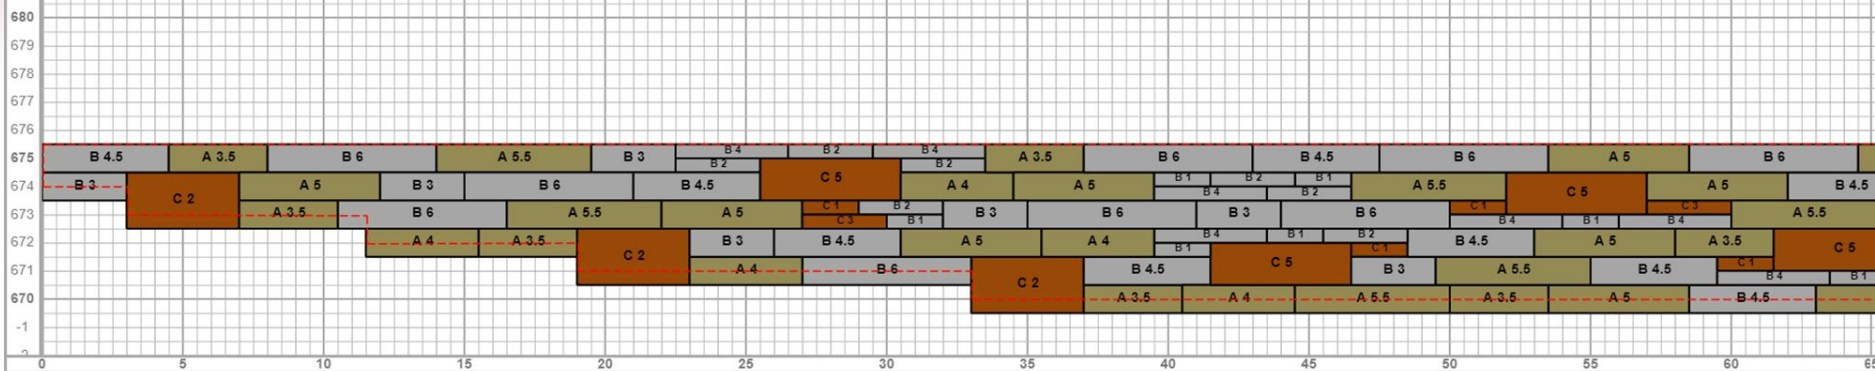 680
679
678
677
676
B 4 B 2 B 4
675 B 4.5 A 3.5 B 6 A 5.5 B 3 A 3.5 B 6 B 4.5 B 6 A 5 B 6
B 2 B 2
C 5 B 1 B 2 B 1
674 B 3 C 2 A 5 B 3 B 6 B 4.5 A 4 A 5 A 5.5 C 5 A 5 B 4.5
B 4 B 2
C 1 B 2 C 1 C 3
673 A 3.5 B 6 A 5.5 A 5 B 3 B 6 B 3 B 6 A 5.5
C 3 B 1 B 4 B 1 B 4
B 4 B 1 B 2
672 A 4 A 3.5 C 2 B 3 B 4.5 A 5 A 4 B 4.5 A 5 A 3.5 C 5
B 1 C 1
C 5 C 1
671 A 4 B 6 C 2 B 4.5 B 3 A 5.5 B 4.5
B 4 B 1
670 A 3.5 A 4 A 5.5 A 3.5 A 5 B 4.5
-1
0 5 10 15 20 25 30 35 40 45 50 55 60 65